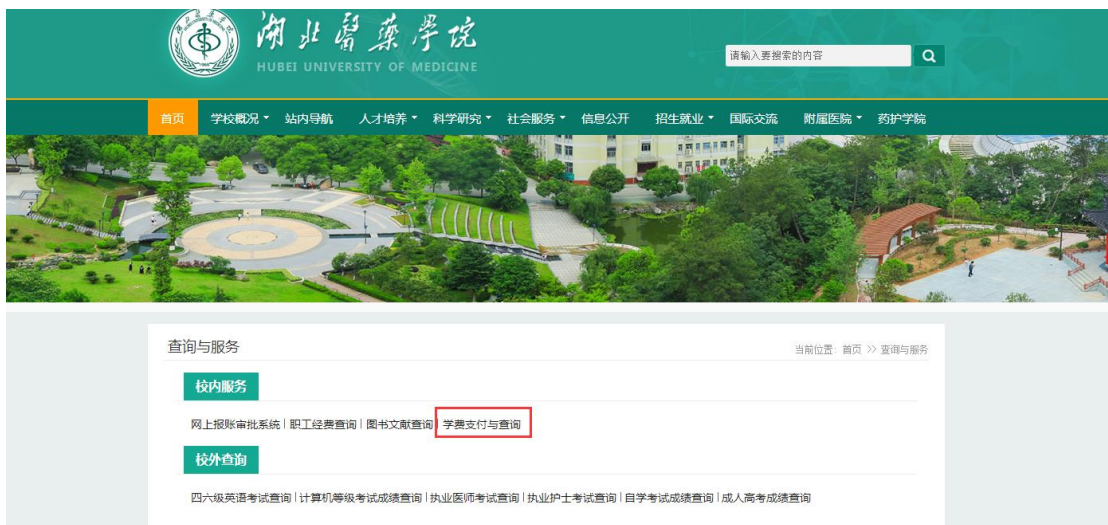 湖北醫藥學院
HUBEI UNIVERSITY OF MEDICINE
请输入要搜索的内容
首页 学校概况 站内导航 人才培养 科学研究 社会服务 信息公开 招生就业 国际交流 附属医院 药护学院
查询与服务
当前位置: 首页 >> 查询与服务
校内服务
网上报账审批系统 | 职工经费查询 | 图书文献查询 | 学费支付与查询
校外查询
四六级英语考试查询 | 计算机等级考试成绩查询 | 执业医师考试查询 | 执业护士考试查询 | 自学考试成绩查询 | 成人高考成绩查询